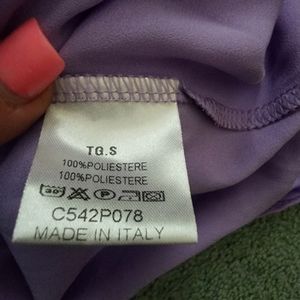 TG.S
100%POLIESTERE
100%POLIESTERE
C542P078
MADE IN ITALY